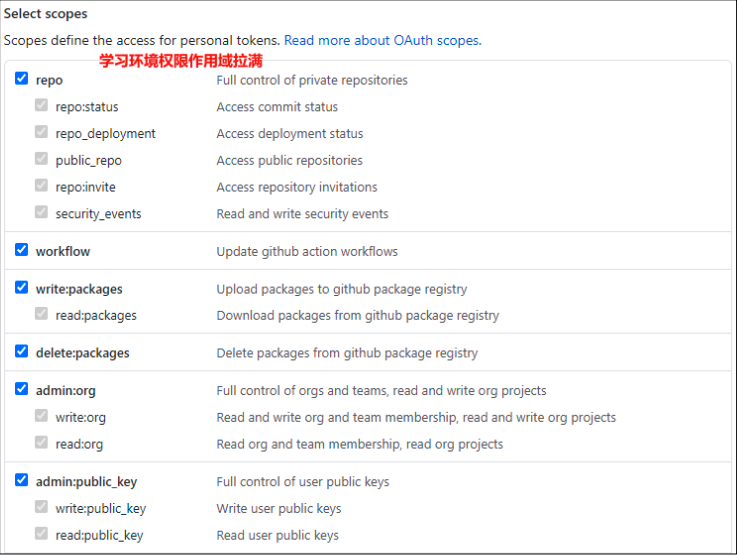 Select scopes
Scopes define the access for personal tokens. Read more about OAuth scopes.
学习环境权限作用域拉满
repo Full control of private repositories
repo:status Access commit status
repo_deployment Access deployment status
public_repo Access public repositories
repo:invite Access repository invitations
security_events Read and write security events
workflow Update github action workflows
write:packages Upload packages to github package registry
read:packages Download packages from github package registry
delete:packages Delete packages from github package registry
admin:org Full control of orgs and teams, read and write org projects
write:org Read and write org and team membership, read and write org projects
read:org Read org and team membership, read org projects
admin:public_key Full control of user public keys
write:public_key Write user public keys
read:public_key Read user public keys